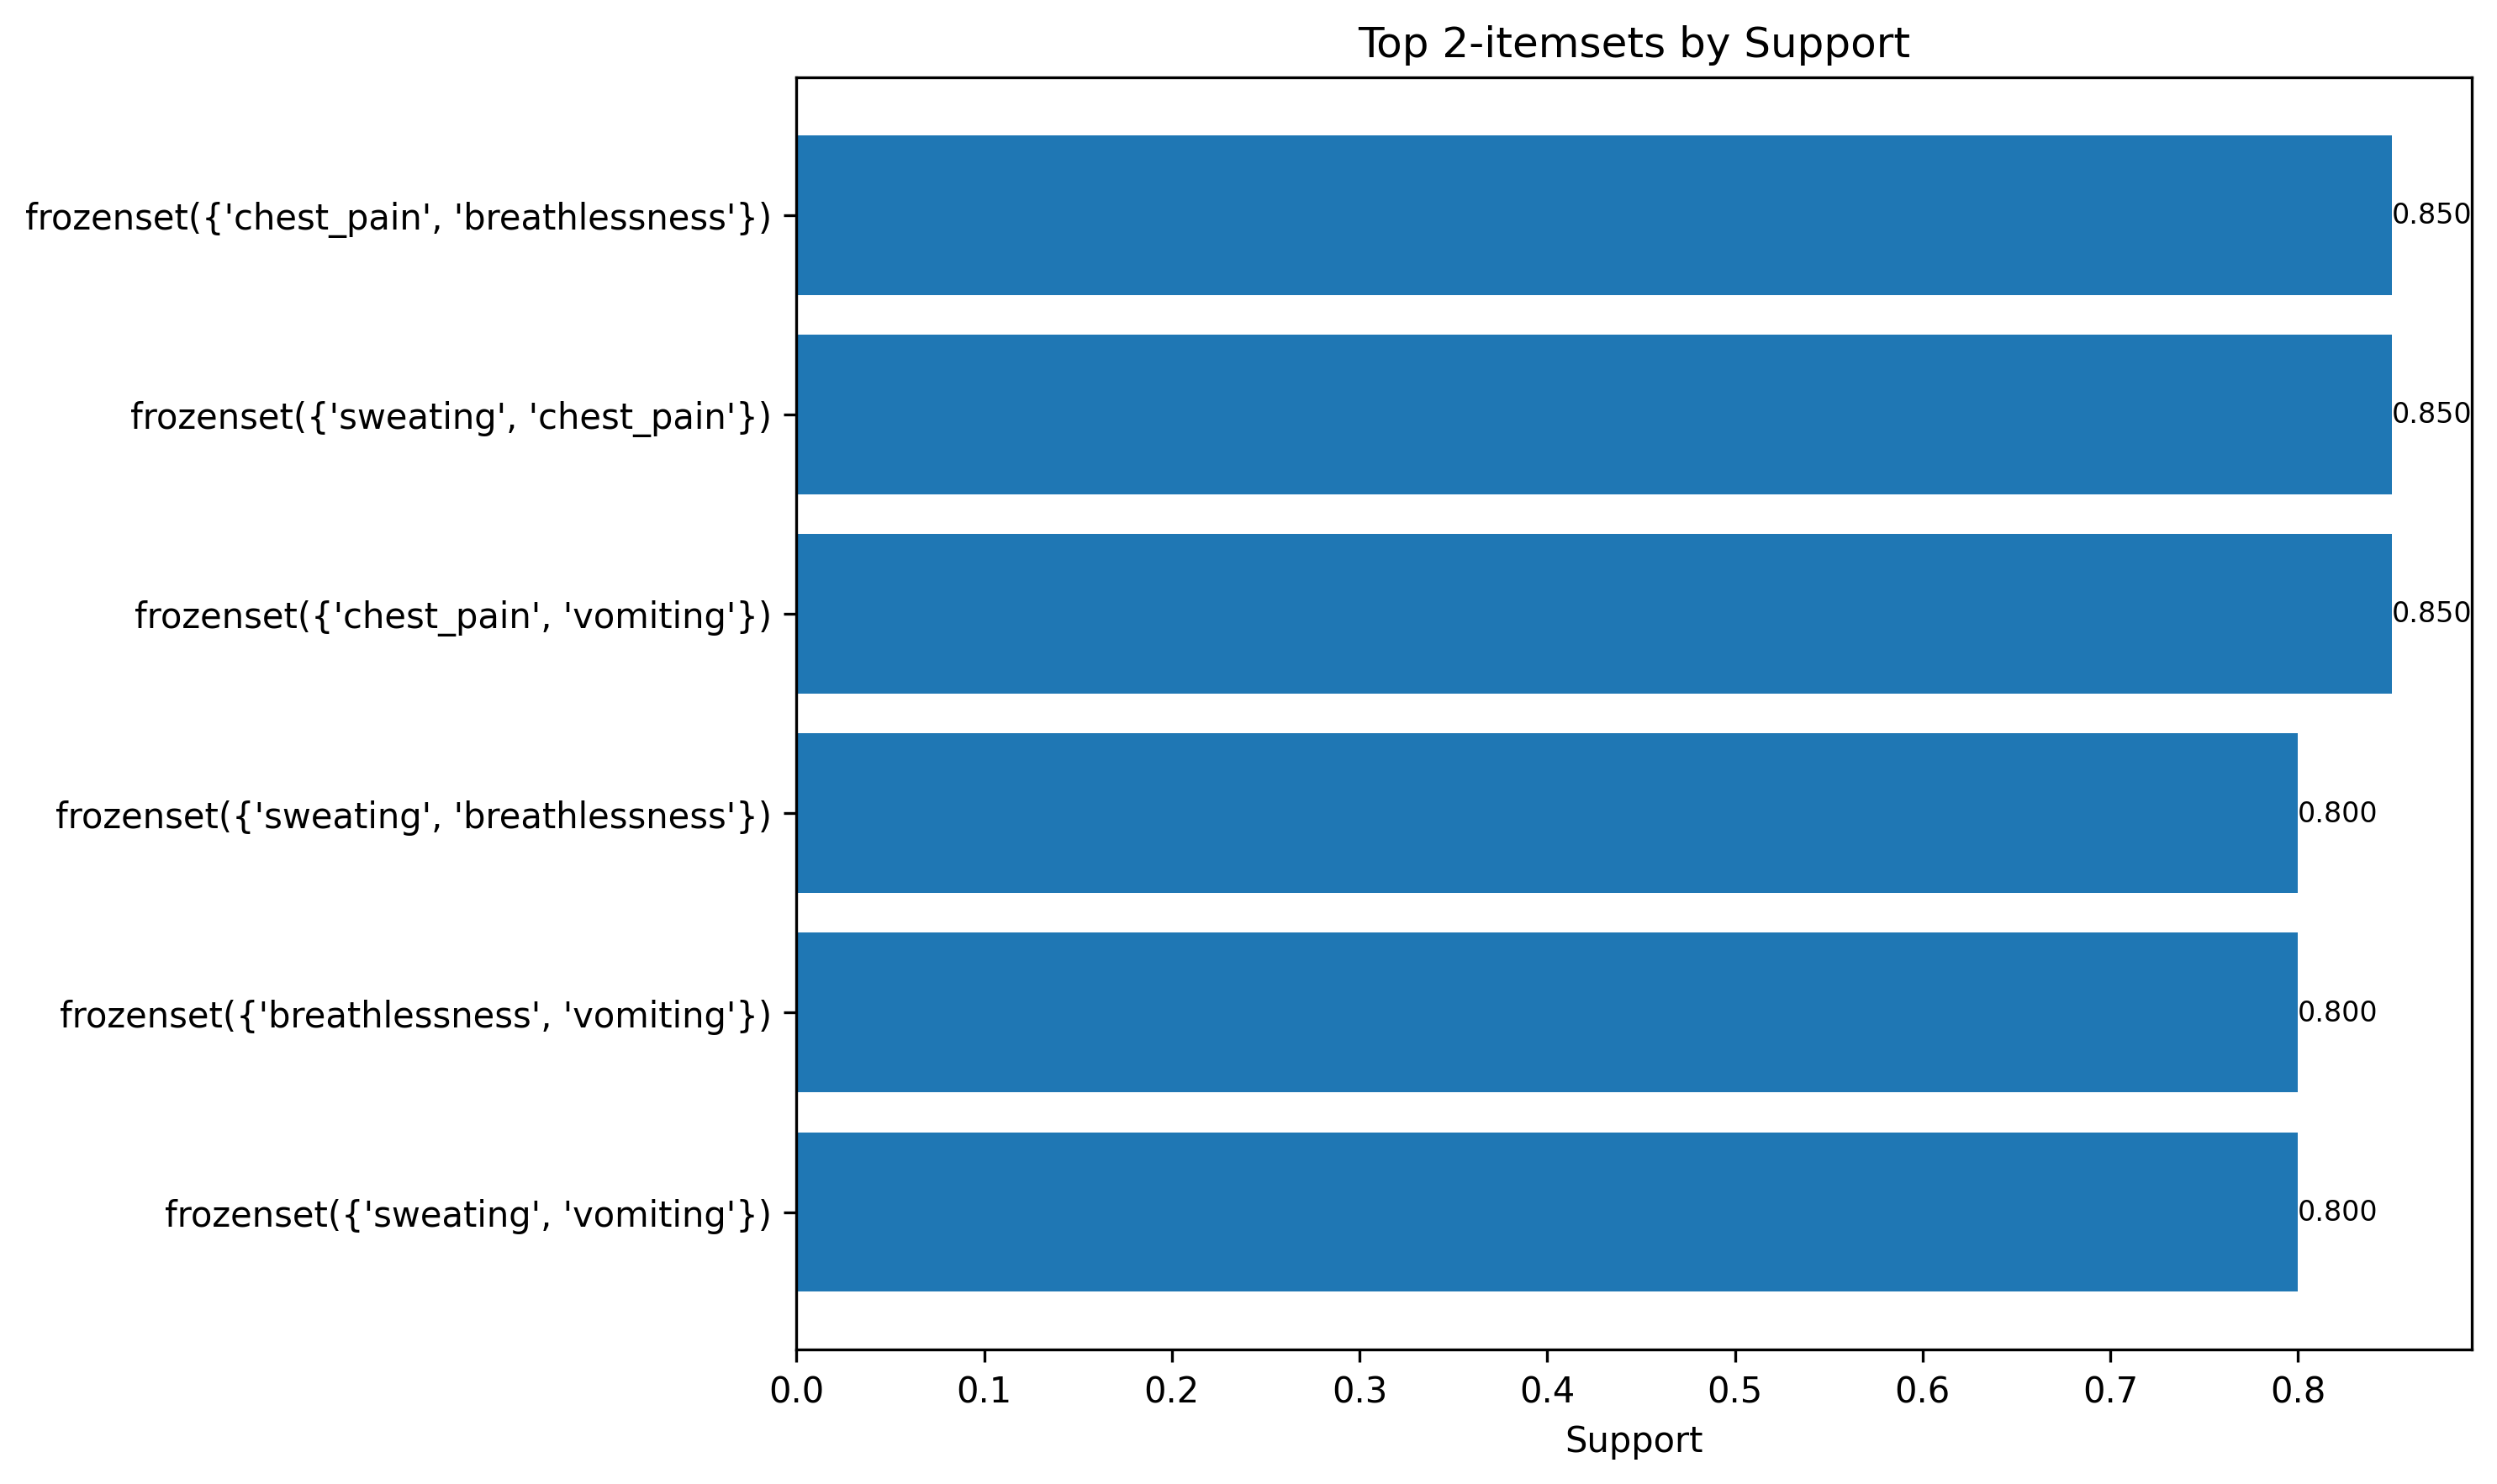 Top 2-itemsets by Support
frozenset({'chest_pain', 'breathlessness'})
0.850
frozenset({'sweating', 'chest_pain'})
0.850
frozenset({'chest_pain', 'vomiting'})
0.850
frozenset({'sweating', 'breathlessness'})
0.800
frozenset({'breathlessness', 'vomiting'})
0.800
frozenset({'sweating', 'vomiting'})
0.800
0.0 0.1 0.2 0.3 0.4 0.5 0.6 0.7 0.8
Support